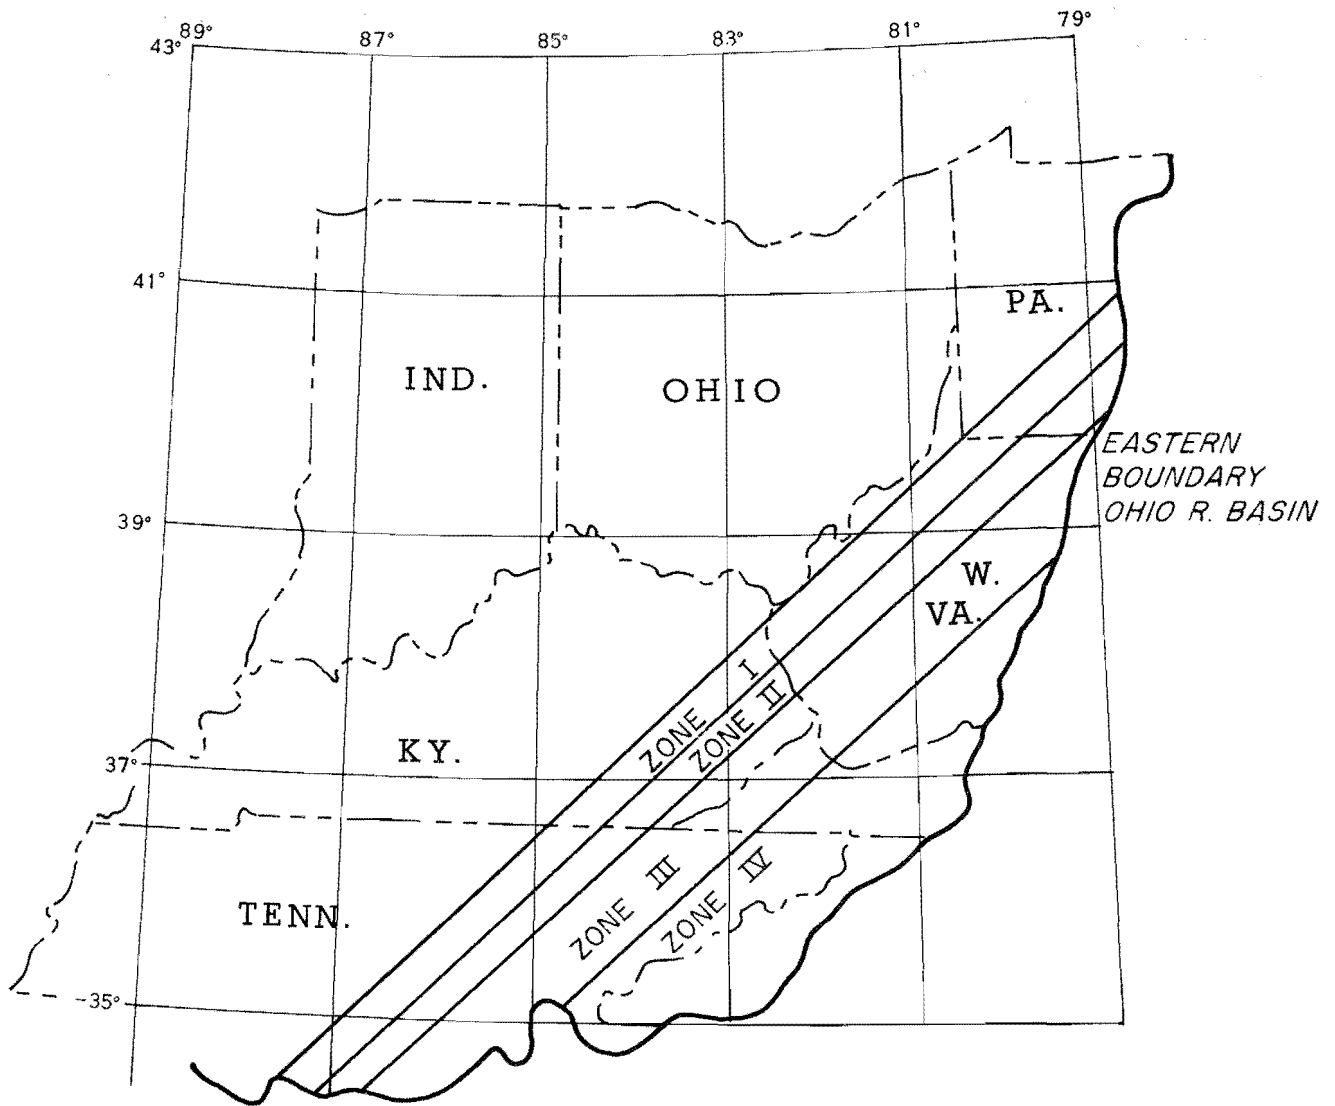 89° 87° 85° 83° 81° 79°
43°
41°
PA.
IND.
OHIO
EASTERN
BOUNDARY
OHIO R. BASIN
39°
W.
VA.
ZONE I
ZONE II
KY.
37°
ZONE III
ZONE IV
TENN.
-35°